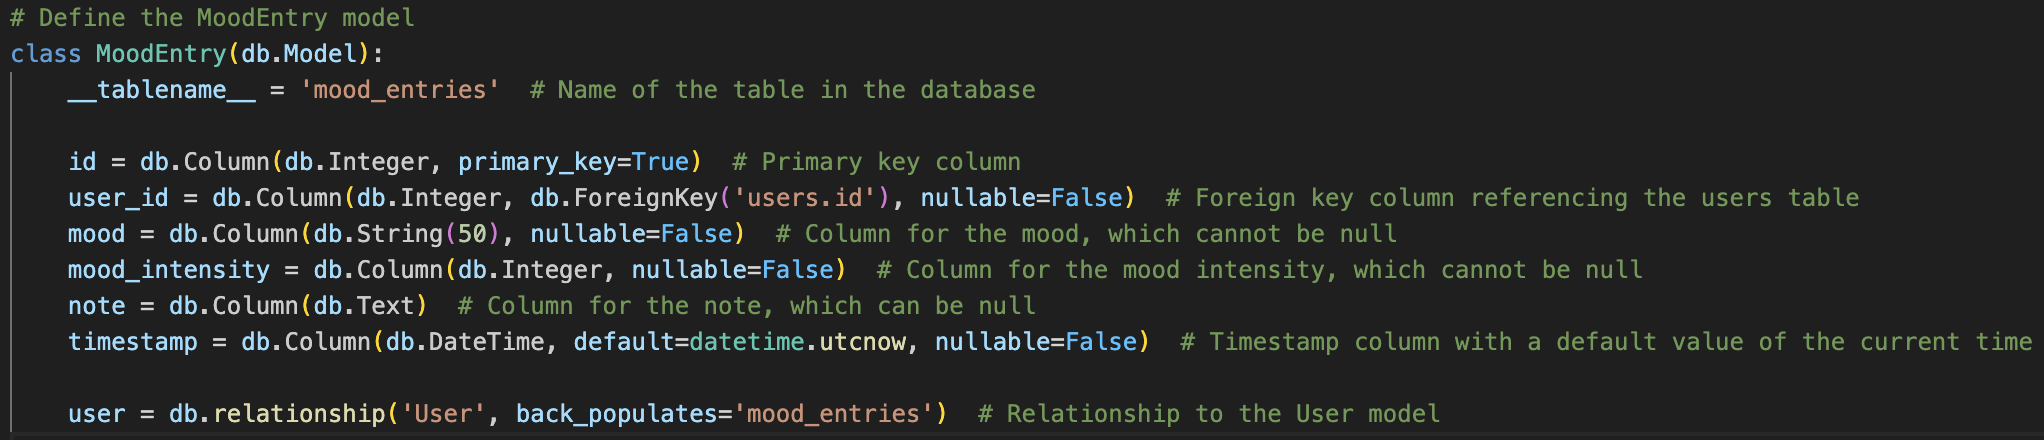 # Define the MoodEntry model
class MoodEntry(db.Model):
    __tablename__ = 'mood_entries'  # Name of the table in the database

    id = db.Column(db.Integer, primary_key=True)  # Primary key column
    user_id = db.Column(db.Integer, db.ForeignKey('users.id'), nullable=False)  # Foreign key column referencing the users table
    mood = db.Column(db.String(50), nullable=False)  # Column for the mood, which cannot be null
    mood_intensity = db.Column(db.Integer, nullable=False)  # Column for the mood intensity, which cannot be null
    note = db.Column(db.Text)  # Column for the note, which can be null
    timestamp = db.Column(db.DateTime, default=datetime.utcnow, nullable=False)  # Timestamp column with a default value of the current time

    user = db.relationship('User', back_populates='mood_entries')  # Relationship to the User model